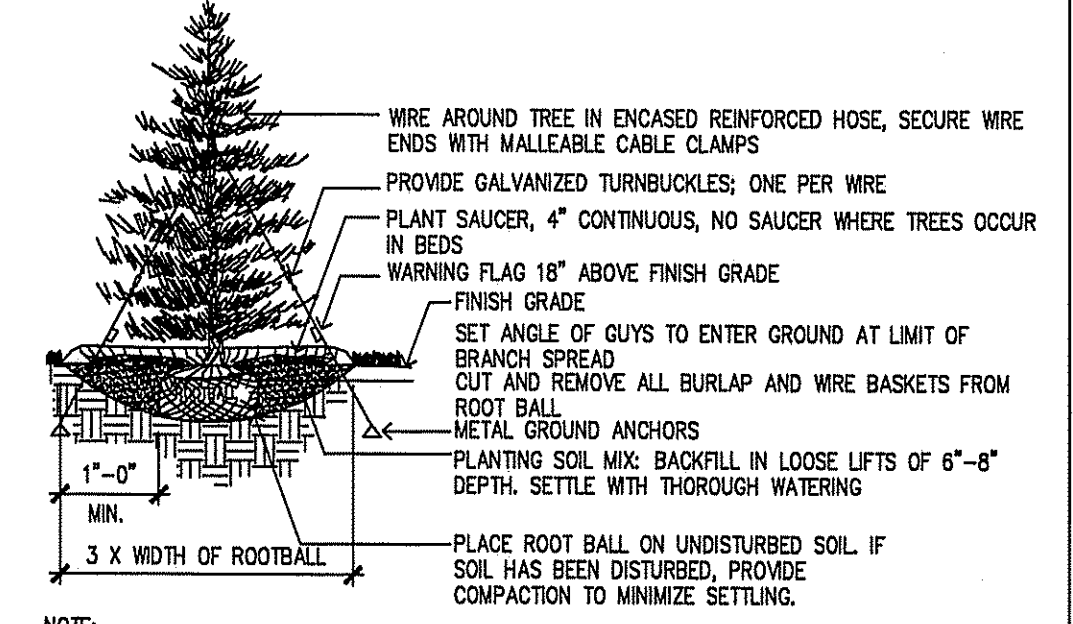 WIRE AROUND TREE IN ENCASED REINFORCED HOSE, SECURE WIRE
ENDS WITH MALLEABLE CABLE CLAMPS
PROVIDE GALVANIZED TURNBUCKLES; ONE PER WIRE
PLANT SAUCER, 4" CONTINUOUS, NO SAUCER WHERE TREES OCCUR
IN BEDS
WARNING FLAG 18" ABOVE FINISH GRADE
FINISH GRADE
SET ANGLE OF GUYS TO ENTER GROUND AT LIMIT OF
BRANCH SPREAD
CUT AND REMOVE ALL BURLAP AND WIRE BASKETS FROM
ROOT BALL
METAL GROUND ANCHORS
PLANTING SOIL MIX: BACKFILL IN LOOSE LIFTS OF 6"-8"
DEPTH. SETTLE WITH THOROUGH WATERING
PLACE ROOT BALL ON UNDISTURBED SOIL. IF
SOIL HAS BEEN DISTURBED, PROVIDE
COMPACTION TO MINIMIZE SETTLING.
1"-0"
MIN.
3 X WIDTH OF ROOTBALL
NOTE: